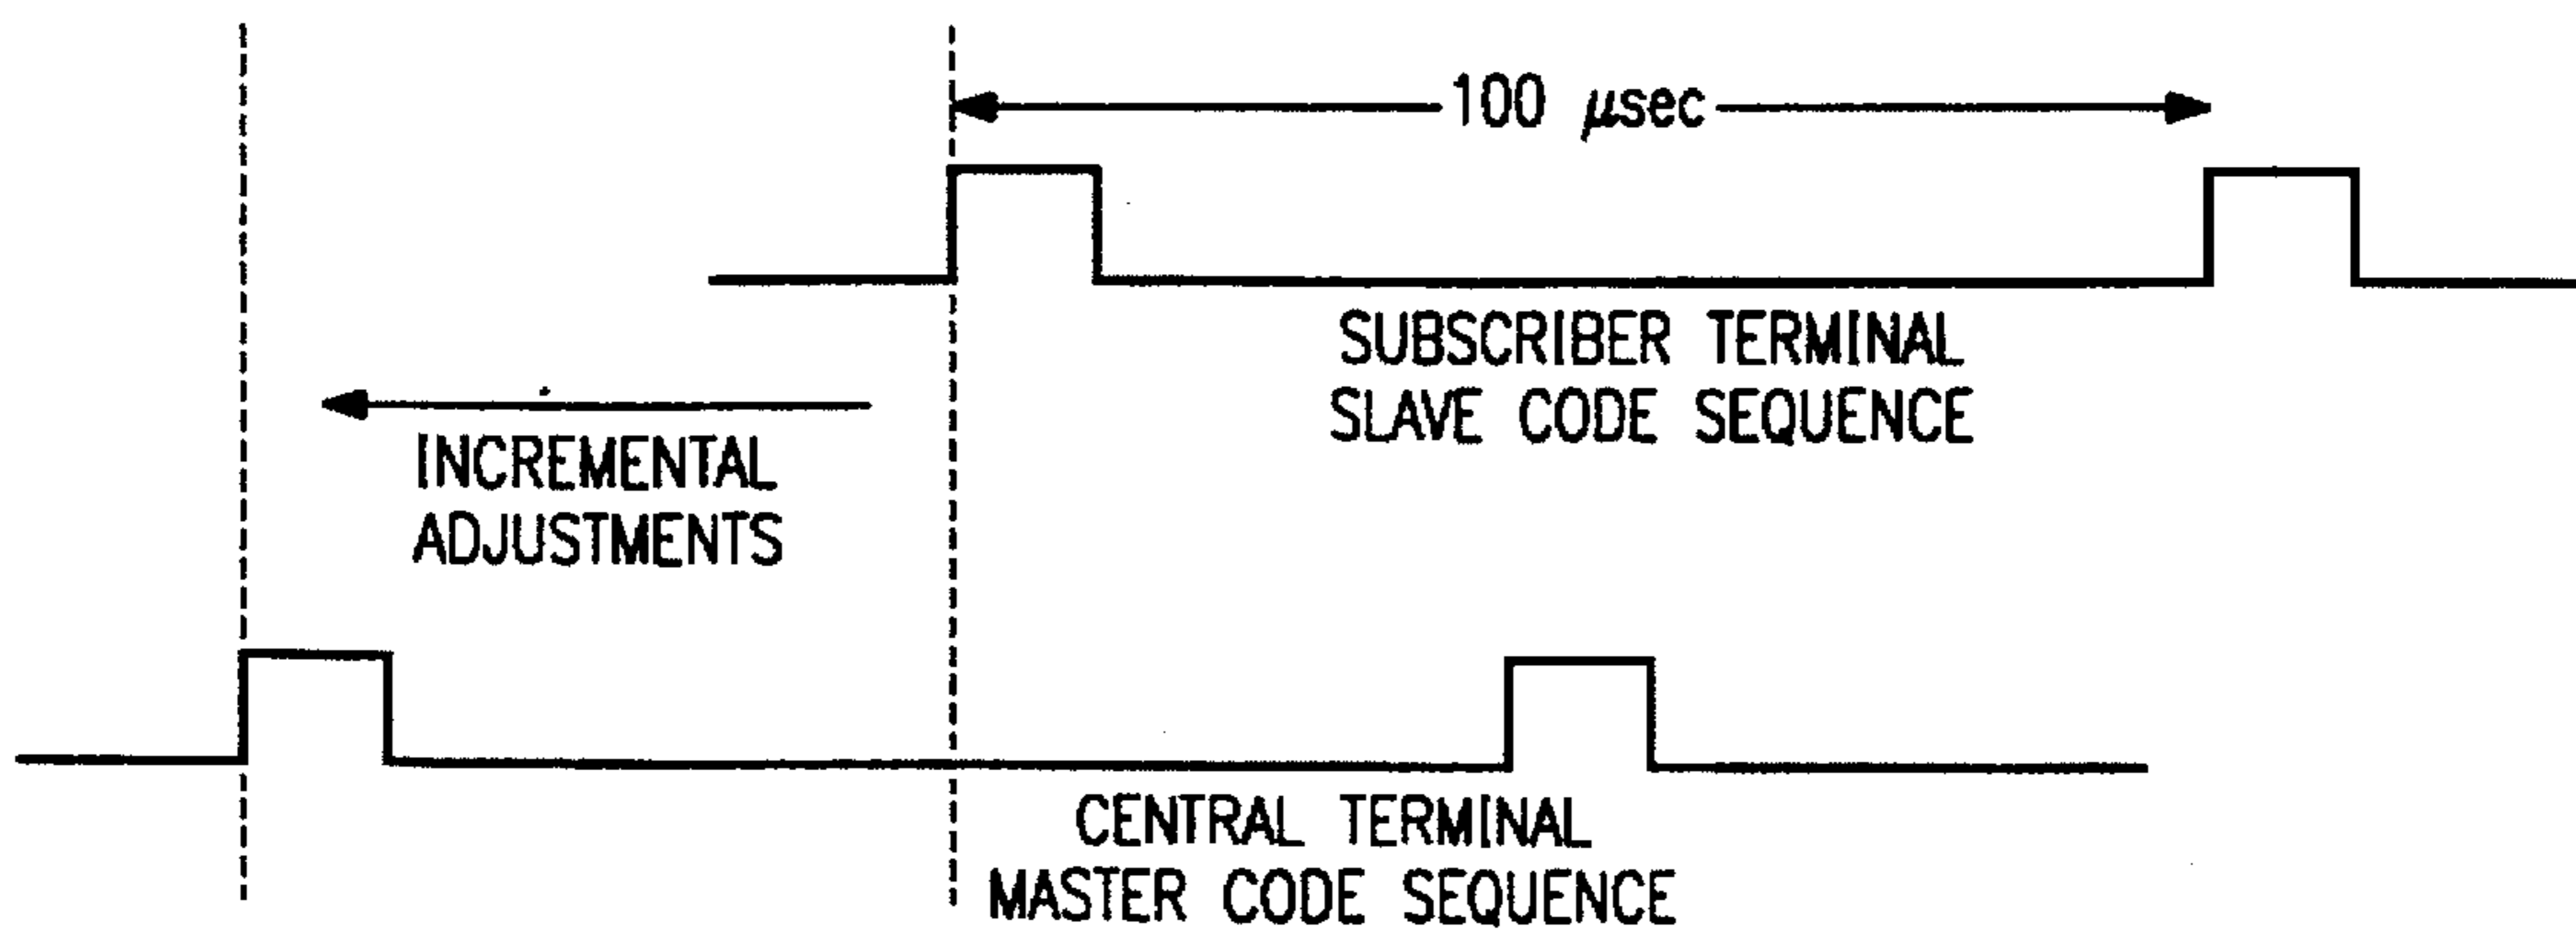 100 μsec
SUBSCRIBER TERMINAL
SLAVE CODE SEQUENCE
INCREMENTAL
ADJUSTMENTS
CENTRAL TERMINAL
MASTER CODE SEQUENCE